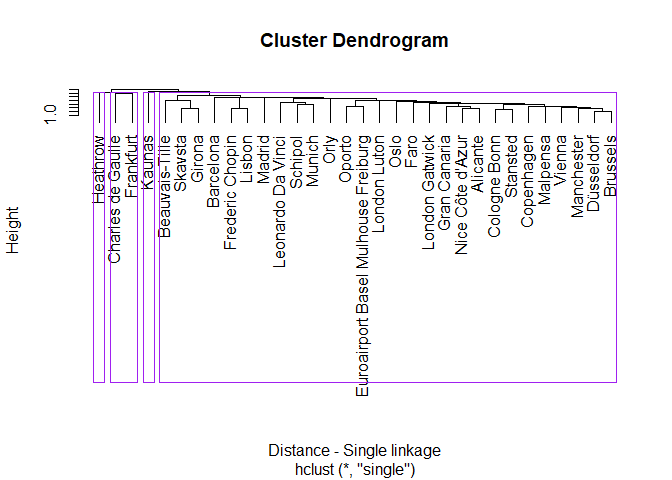 Cluster Dendrogram
1.0
Height
Heathrow
Charles de Gaulle
Frankfurt
Kaunas
Beauvais-Tille
Skavsta
Girona
Barcelona
Frederic Chopin
Lisbon
Madrid
Leonardo Da Vinci
Schipol
Munich
Orly
Oporto
Euroairport Basel Mulhouse Freiburg
London Luton
Oslo
Faro
London Gatwick
Gran Canaria
Nice Côte d'Azur
Alicante
Cologne Bonn
Stansted
Copenhagen
Malpensa
Vienna
Manchester
Düsseldorf
Brussels
Distance - Single linkage
hclust (*, "single")